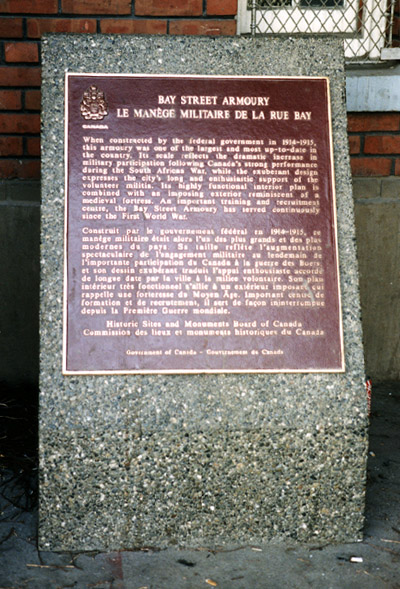 BAY STREET ARMOURY
LE MANÈGE MILITAIRE DE LA RUE BAY
CANADA
When constructed by the federal government in 1914-1915,
this armoury was one of the largest and most up-to-date in
the country. Its scale reflects the dramatic increase in
military participation following Canada's strong performance
during the South African War, while the exuberant design
expresses the city's long and enthusiastic support of the
volunteer militia. Its highly functional interior plan is
combined with an imposing exterior reminiscent of a
medieval fortress. An important training and recruitment
centre, the Bay Street Armoury has served continuously
since the First World War.
Construit par le gouvernement fédéral en 1914-1915, ce
manège militaire était alors l'un des plus grands et des plus
modernes du pays. Sa taille reflète l'augmentation
spectaculaire de l'engagement militaire au lendemain de
l'importante participation du Canada à la guerre des Boers,
et son dessin exubérant traduit l'appui enthousiaste accordé
de longue date par la ville à la milice volontaire. Son plan
intérieur très fonctionnel s'allie à un extérieur imposant qui
rappelle une forteresse du Moyen Âge. Important centre de
formation et de recrutement, il sert de façon ininterrompue
depuis la Première Guerre mondiale.
Historic Sites and Monuments Board of Canada
Commission des lieux et monuments historiques du Canada
Government of Canada - Gouvernement du Canada